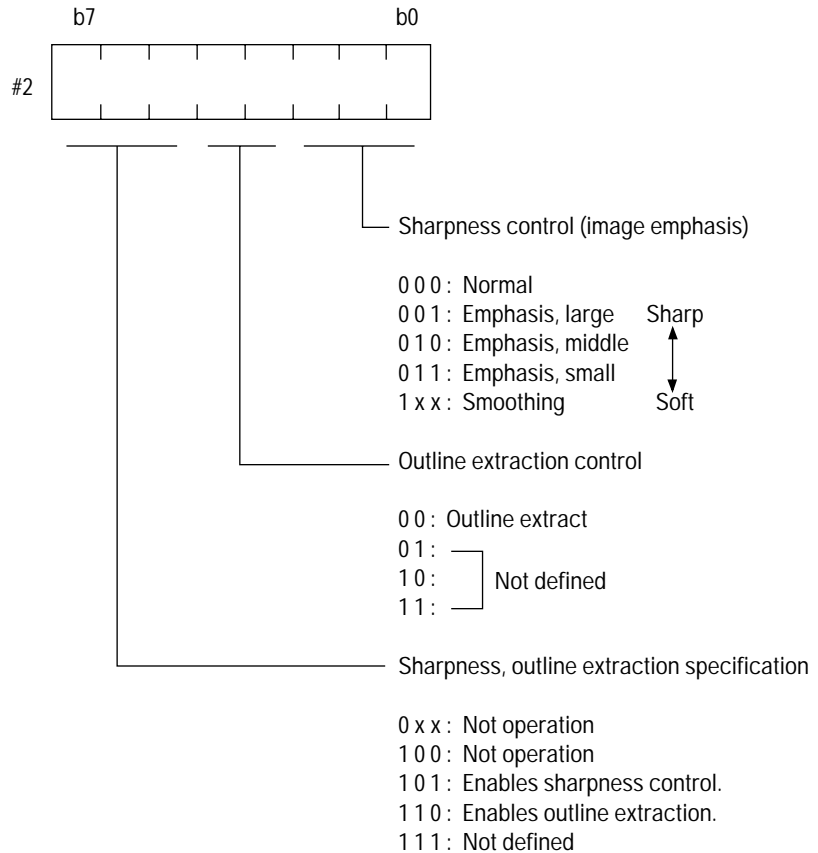 b7 b0
#2
Sharpness control (image emphasis)
0 0 0 : Normal
0 0 1 : Emphasis, large Sharp
0 1 0 : Emphasis, middle
0 1 1 : Emphasis, small
1 x x : Smoothing Soft
Outline extraction control
0 0 : Outline extract
0 1 :
1 0 : Not defined
1 1 :
Sharpness, outline extraction specification
0 x x : Not operation
1 0 0 : Not operation
1 0 1 : Enables sharpness control.
1 1 0 : Enables outline extraction.
1 1 1 : Not defined